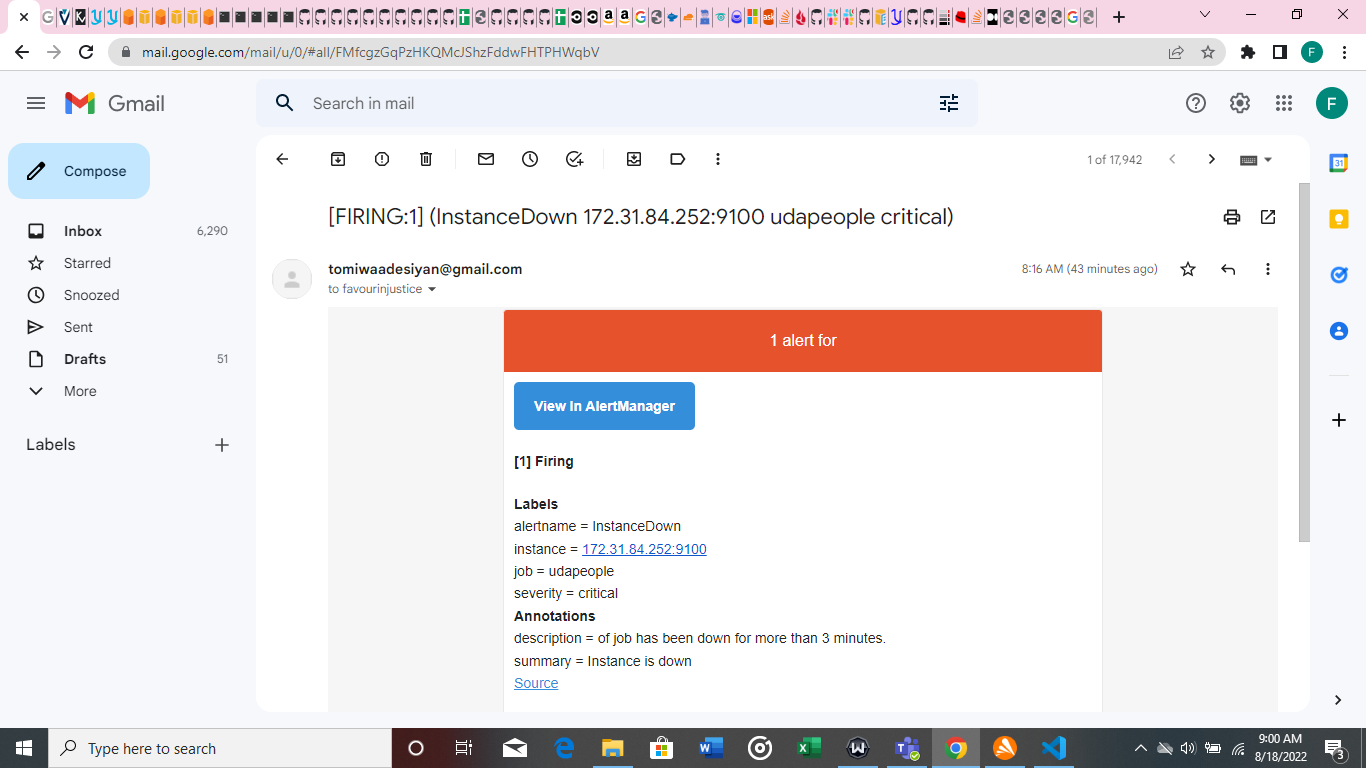 mail.google.com/mail/u/0/#all/FMfcgzGqPzHKQMcJShzFddwFHTPHWqbV
F
Gmail
Search in mail
F
Compose
1 of 17,942
Inbox 6,290
Starred
Snoozed
Sent
Drafts 51
More
Labels
[FIRING:1] (InstanceDown 172.31.84.252:9100 udapeople critical)
tomiwaadesiyan@gmail.com
8:16 AM (43 minutes ago)
to favourinjustice
1 alert for
View In AlertManager
[1] Firing
Labels
alertname = InstanceDown
instance = 172.31.84.252:9100
job = udapeople
severity = critical
Annotations
description = of job has been down for more than 3 minutes.
summary = Instance is down
Source
31
Type here to search
9:00 AM
8/18/2022
3